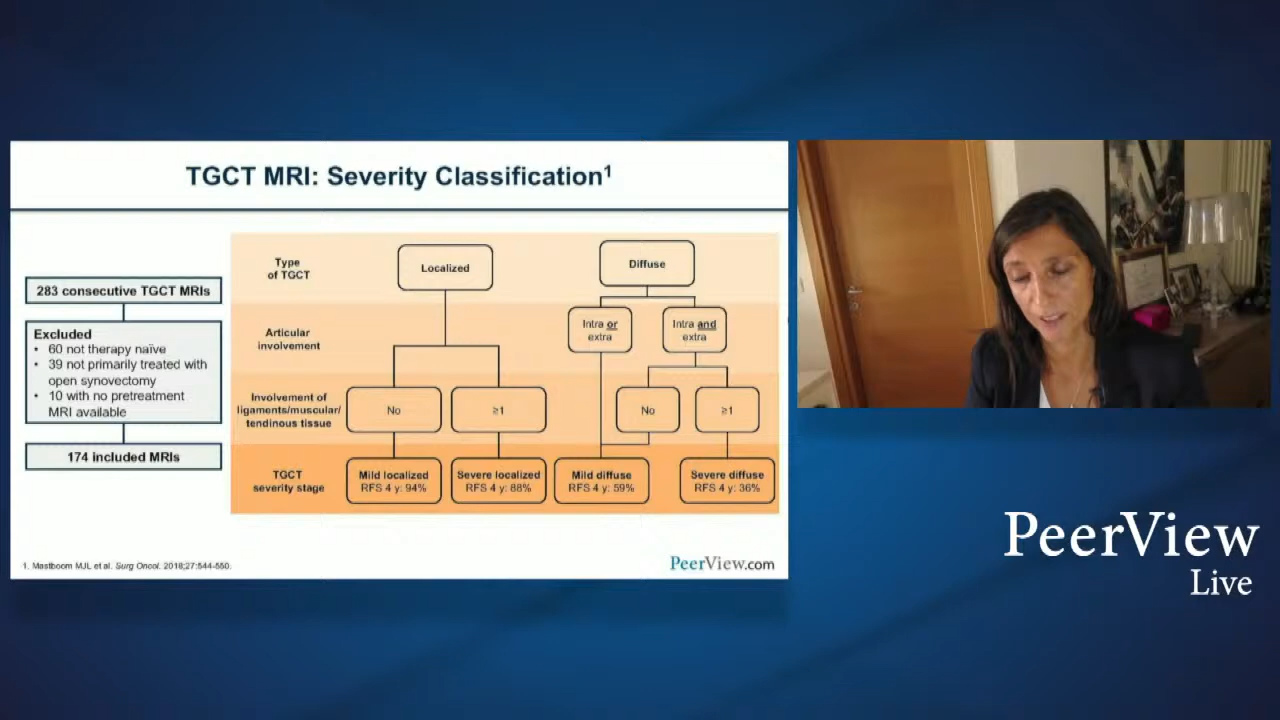 TGCT MRI: Severity Classification1
283 consecutive TGCT MRIs
Excluded
• 60 not therapy naïve
• 39 not primarily treated with
open synovectomy
• 10 with no pretreatment
MRI available
174 included MRIs
Type
of TGCT
Localized
Diffuse
Articular
involvement
Intra or
extra
Intra and
extra
Involvement of
ligaments/muscular/
tendinous tissue
No
≥1
No
≥1
TGCT
severity stage
Mild localized
RFS 4 y: 94%
Severe localized
RFS 4 y: 88%
Mild diffuse
RFS 4 y: 59%
Severe diffuse
RFS 4 y: 36%
1. Mastboom MJL et al. Surg Oncol. 2018;27:544-550.
PeerView.com
PeerView
Live